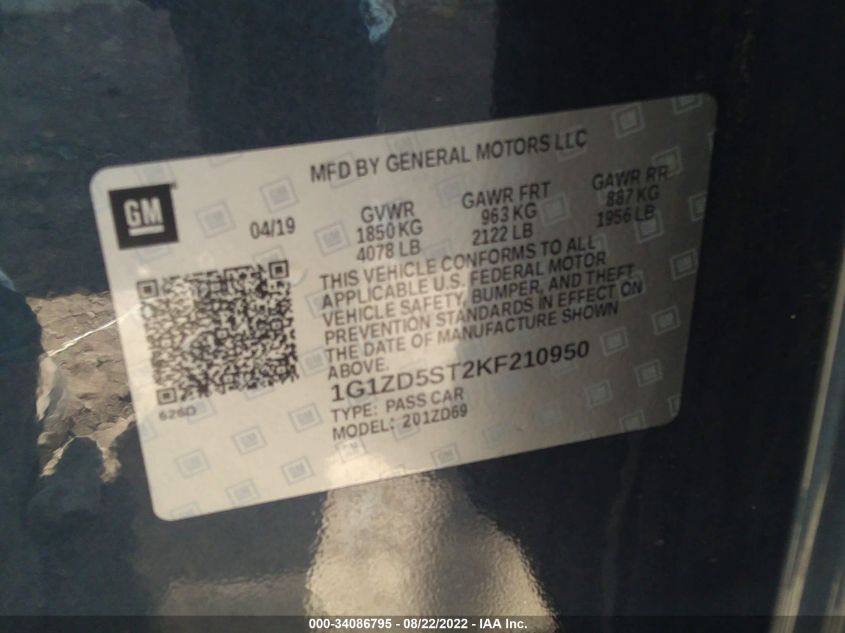 MFD BY GENERAL MOTORS LLC
GM
04/19
GVWR
1850 KG
4078 LB
GAWR FRT
963 KG
2122 LB
GAWR RR
887 KG
1956 LB
THIS VEHICLE CONFORMS TO ALL
APPLICABLE U.S. FEDERAL MOTOR
VEHICLE SAFETY, BUMPER, AND THEFT
PREVENTION STANDARDS IN EFFECT ON
THE DATE OF MANUFACTURE SHOWN
ABOVE.
1G1ZD5ST2KF210950
TYPE: PASS CAR
MODEL: 201ZD69
626D
000-34086795 - 08/22/2022 - IAA Inc.